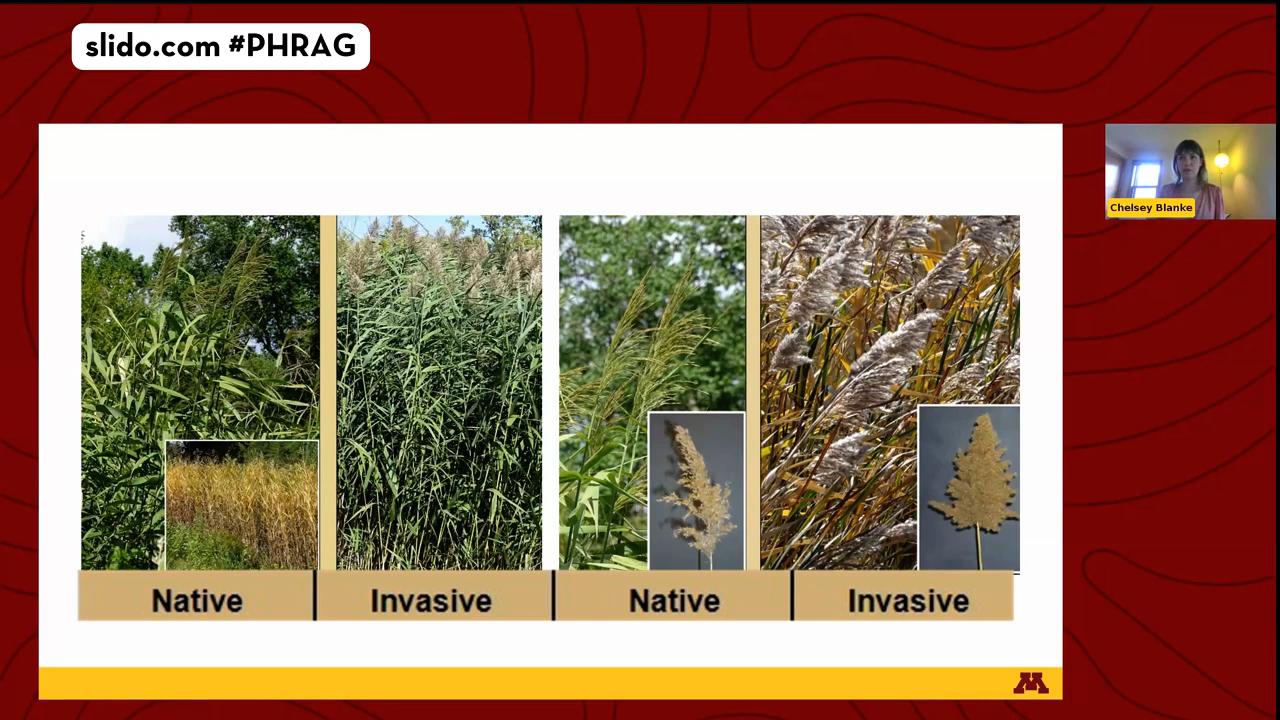 slido.com #PHRAG
Chelsey Blanke
Native
Invasive
Native
Invasive
M